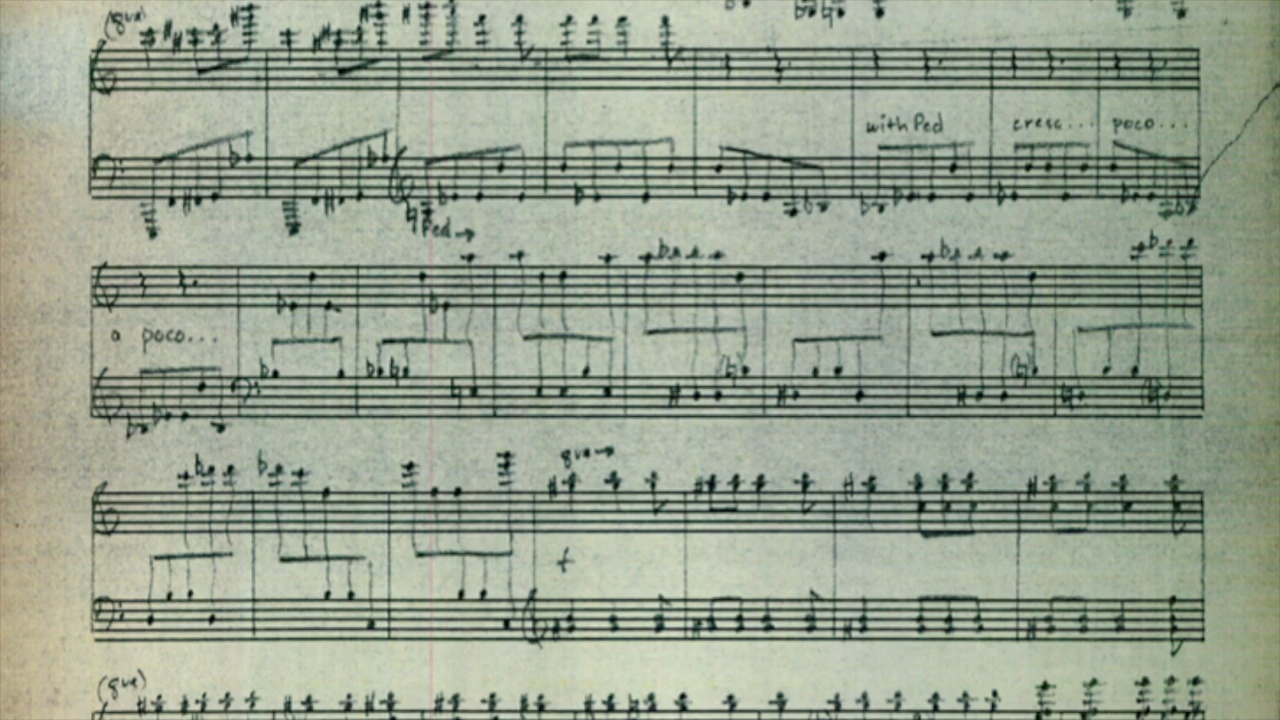 (8va)
with Ped cresc... poco...
Ped →
a poco...
8va →
f
(8va)